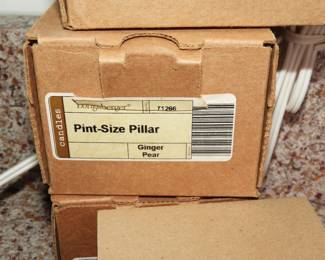 Longaberger®
71266
candles
Pint-Size Pillar
Ginger
Pear